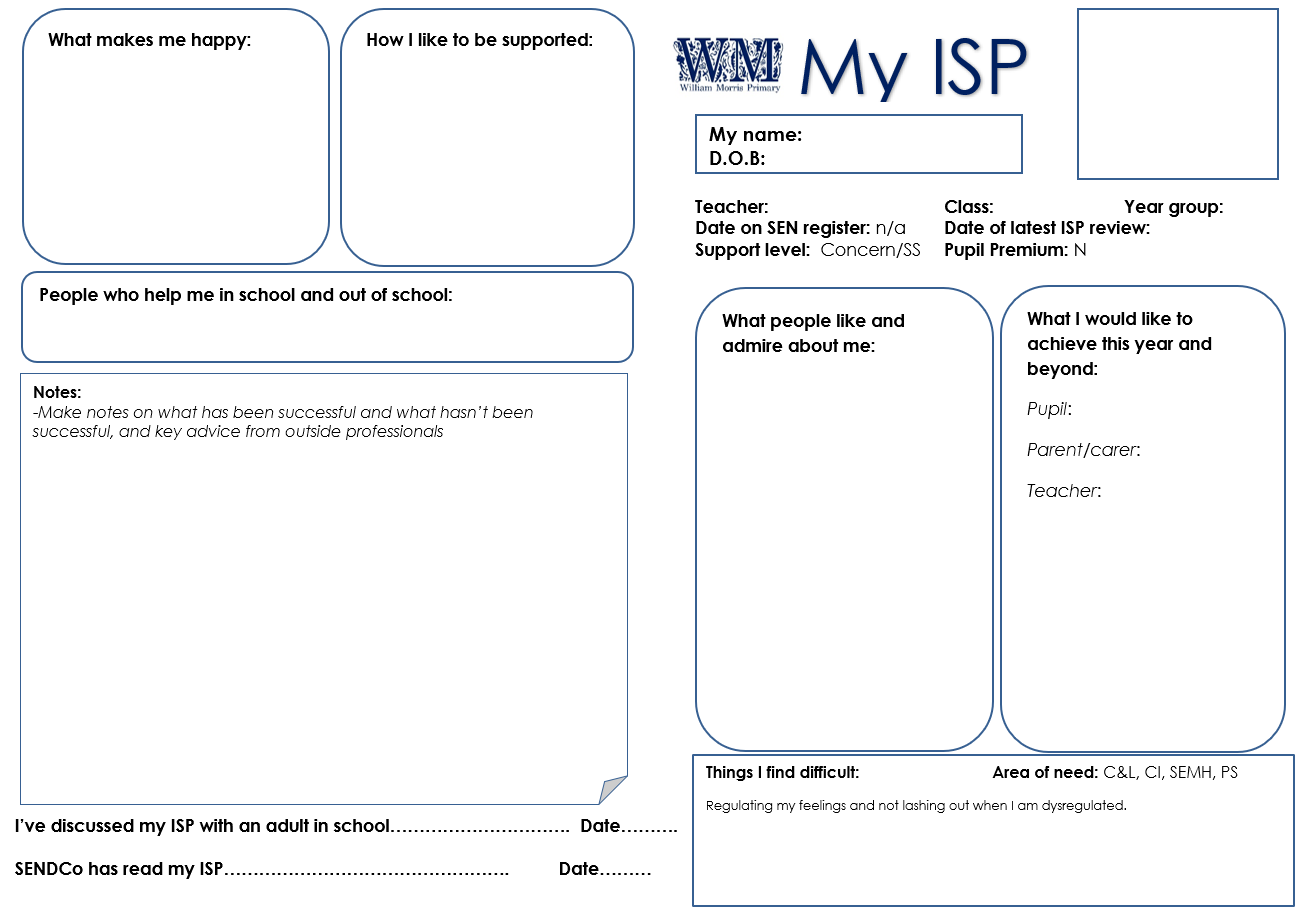 What makes me happy:
How I like to be supported:
People who help me in school and out of school:
Notes:
-Make notes on what has been successful and what hasn't been
successful, and key advice from outside professionals
I've discussed my ISP with an adult in school…………………………. Date……….
SENDCo has read my ISP…………………………………………. Date………
WM
William Morris Primary
My ISP
My name:
D.O.B:
Teacher: Class: Year group:
Date on SEN register: n/a Date of latest ISP review:
Support level: Concern/SS Pupil Premium: N
What people like and
admire about me:
What I would like to
achieve this year and
beyond:
Pupil:
Parent/carer:
Teacher:
Things I find difficult: Area of need: C&L, CI, SEMH, PS
Regulating my feelings and not lashing out when I am dysregulated.